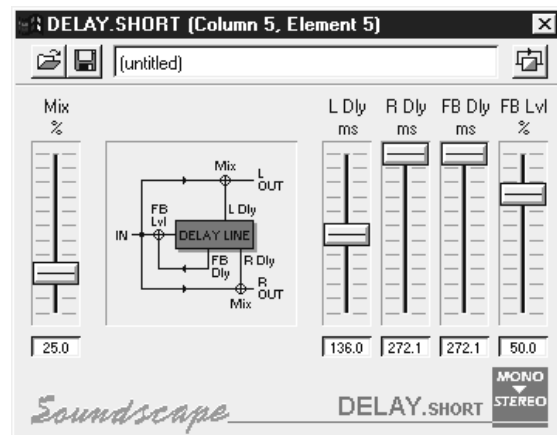 DELAY.SHORT (Column 5, Element 5)
(untitled)
Mix
%
L Dly
ms
R Dly
ms
FB Dly
ms
FB Lvl
%
Mix
L
OUT
FB
Lvl
L Dly
IN
DELAY LINE
FB
Dly
R Dly
R
OUT
Mix
25.0
136.0
272.1
272.1
50.0
Soundscape
DELAY.SHORT
MONO
STEREO